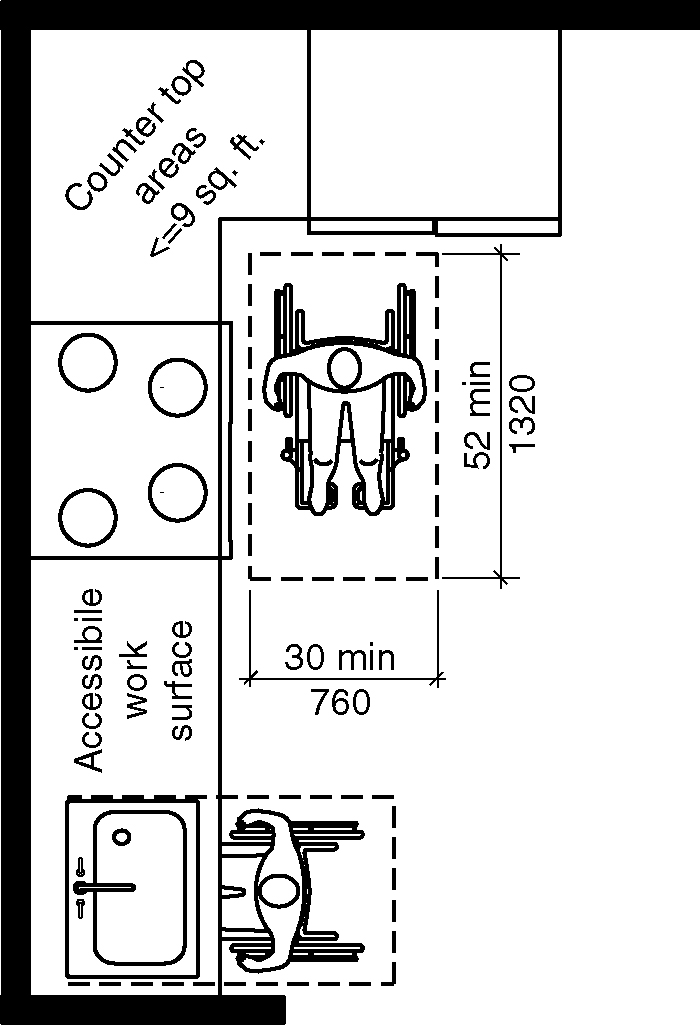 Counter top
areas
<=9 sq. ft.
52 min
1320
30 min
760
Accessibile
work
surface